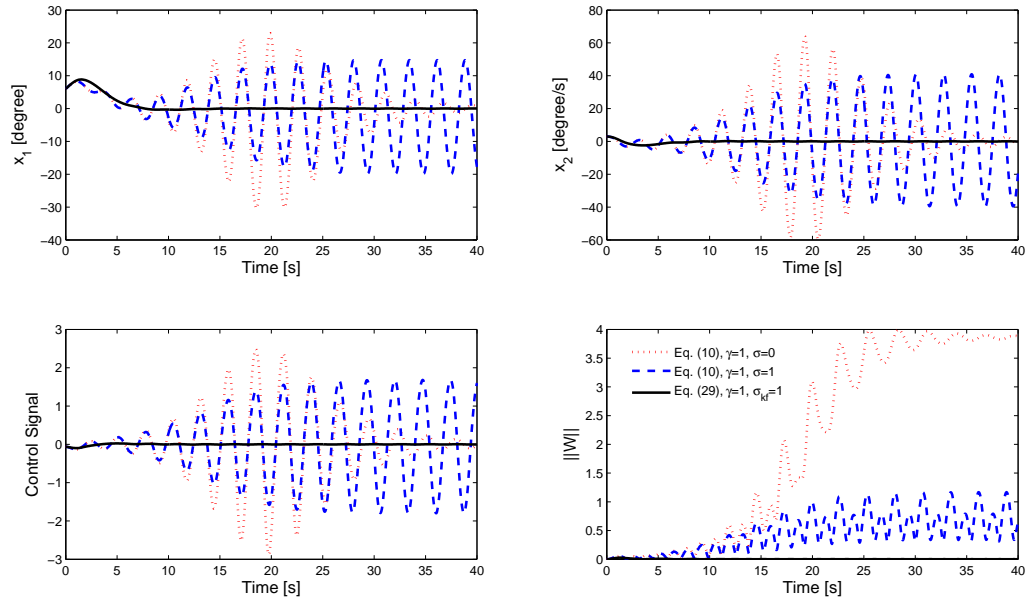 30
20
10
0
−10
−20
−30
−40
0 5 10 15 20 25 30 35 40
x_1 [degree]
Time [s]
80
60
40
20
0
−20
−40
−60
0 5 10 15 20 25 30 35 40
x_2 [degree/s]
Time [s]
3
2
1
0
−1
−2
−3
0 5 10 15 20 25 30 35 40
Control Signal
Time [s]
4
3.5
3
2.5
2
1.5
1
0.5
0
0 5 10 15 20 25 30 35 40
||W||
Time [s]
Eq. (10), γ=1, σ=0
Eq. (10), γ=1, σ=1
Eq. (29), γ=1, σ_kf=1